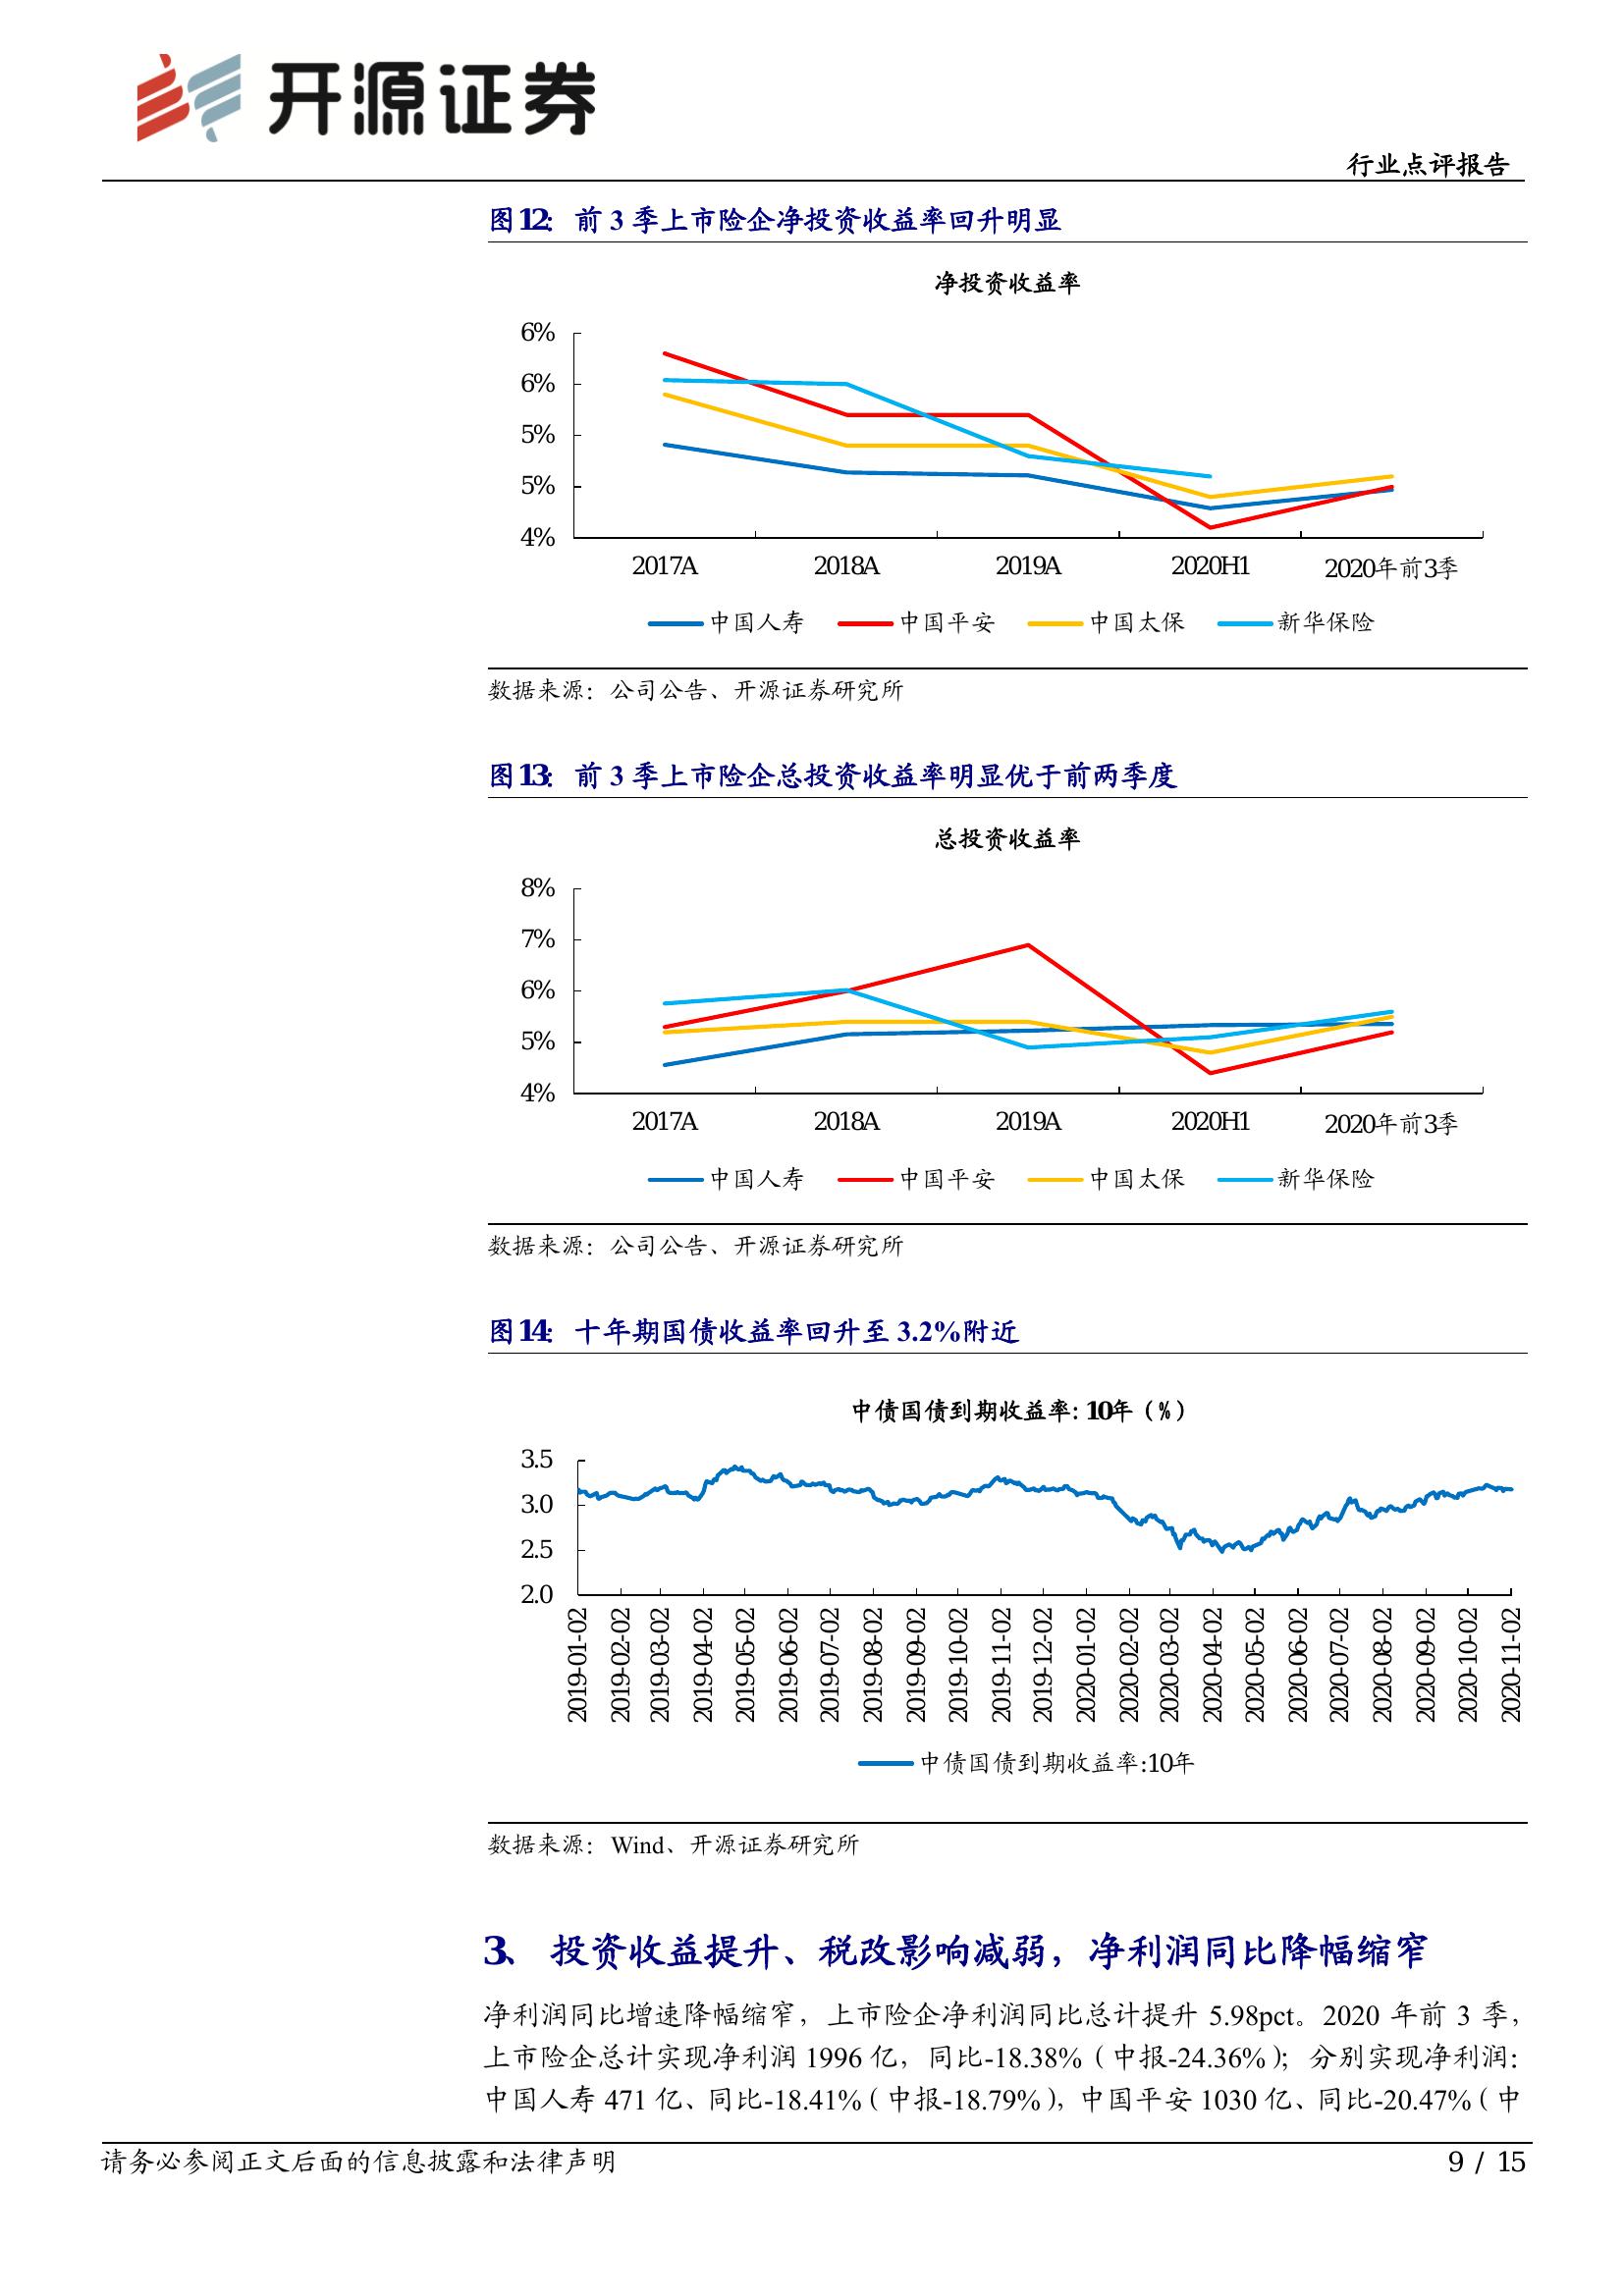 开源证券
行业点评报告
图12： 前 3 季上市险企净投资收益率回升明显
净投资收益率
6%
6%
5%
5%
4%
2017A 2018A 2019A 2020H1 2020年前3季
中国人寿 中国平安 中国太保 新华保险
数据来源：公司公告、开源证券研究所
图13： 前 3 季上市险企总投资收益率明显优于前两季度
总投资收益率
8%
7%
6%
5%
4%
2017A 2018A 2019A 2020H1 2020年前3季
中国人寿 中国平安 中国太保 新华保险
数据来源：公司公告、开源证券研究所
图14： 十年期国债收益率回升至 3.2%附近
中债国债到期收益率: 10年（%）
3.5
3.0
2.5
2.0
2019-01-02 2019-02-02 2019-03-02 2019-04-02 2019-05-02 2019-06-02 2019-07-02 2019-08-02 2019-09-02 2019-10-02 2019-11-02 2019-12-02 2020-01-02 2020-02-02 2020-03-02 2020-04-02 2020-05-02 2020-06-02 2020-07-02 2020-08-02 2020-09-02 2020-10-02 2020-11-02
中债国债到期收益率:10年
数据来源：Wind、开源证券研究所
3、 投资收益提升、税改影响减弱，净利润同比降幅缩窄
净利润同比增速降幅缩窄，上市险企净利润同比总计提升 5.98pct。2020 年前 3 季，
上市险企总计实现净利润 1996 亿，同比-18.38%（中报-24.36%）；分别实现净利润：
中国人寿 471 亿、同比-18.41%（中报-18.79%），中国平安 1030 亿、同比-20.47%（中
请务必参阅正文后面的信息披露和法律声明
9 / 15